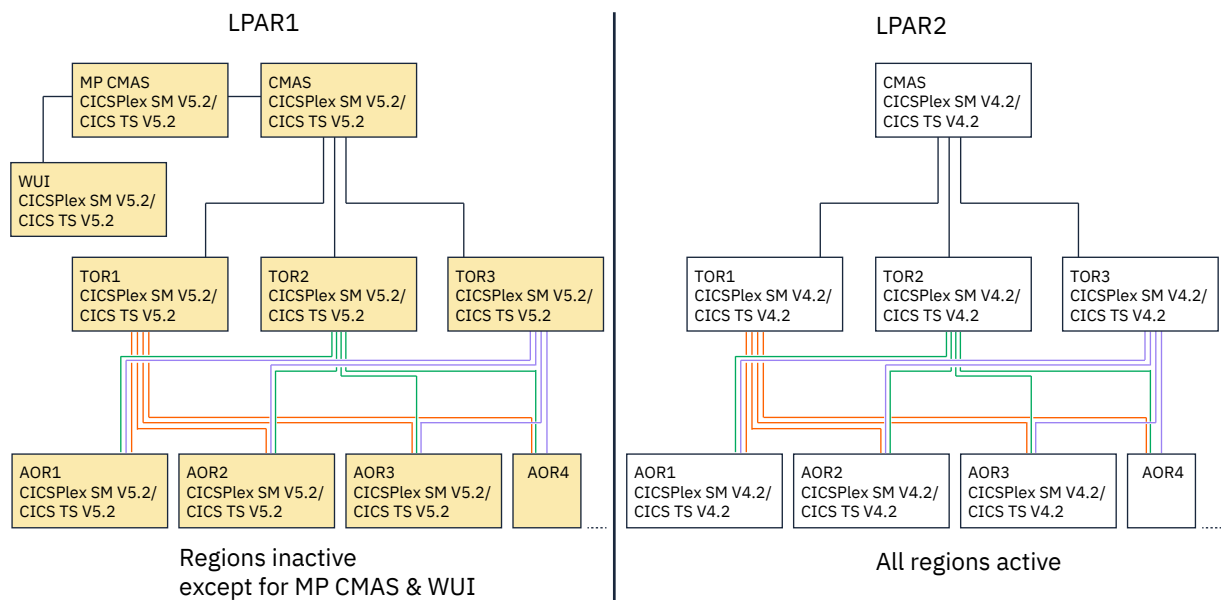 LPAR1
MP CMAS
CICSPlex SM V5.2/
CICS TS V5.2
CMAS
CICSPlex SM V5.2/
CICS TS V5.2
WUI
CICSPlex SM V5.2/
CICS TS V5.2
TOR1
CICSPlex SM V5.2/
CICS TS V5.2
TOR2
CICSPlex SM V5.2/
CICS TS V5.2
TOR3
CICSPlex SM V5.2/
CICS TS V5.2
AOR1
CICSPlex SM V5.2/
CICS TS V5.2
AOR2
CICSPlex SM V5.2/
CICS TS V5.2
AOR3
CICSPlex SM V5.2/
CICS TS V5.2
AOR4
Regions inactive
except for MP CMAS & WUI
LPAR2
CMAS
CICSPlex SM V4.2/
CICS TS V4.2
TOR1
CICSPlex SM V4.2/
CICS TS V4.2
TOR2
CICSPlex SM V4.2/
CICS TS V4.2
TOR3
CICSPlex SM V4.2/
CICS TS V4.2
AOR1
CICSPlex SM V4.2/
CICS TS V4.2
AOR2
CICSPlex SM V4.2/
CICS TS V4.2
AOR3
CICSPlex SM V4.2/
CICS TS V4.2
AOR4
All regions active